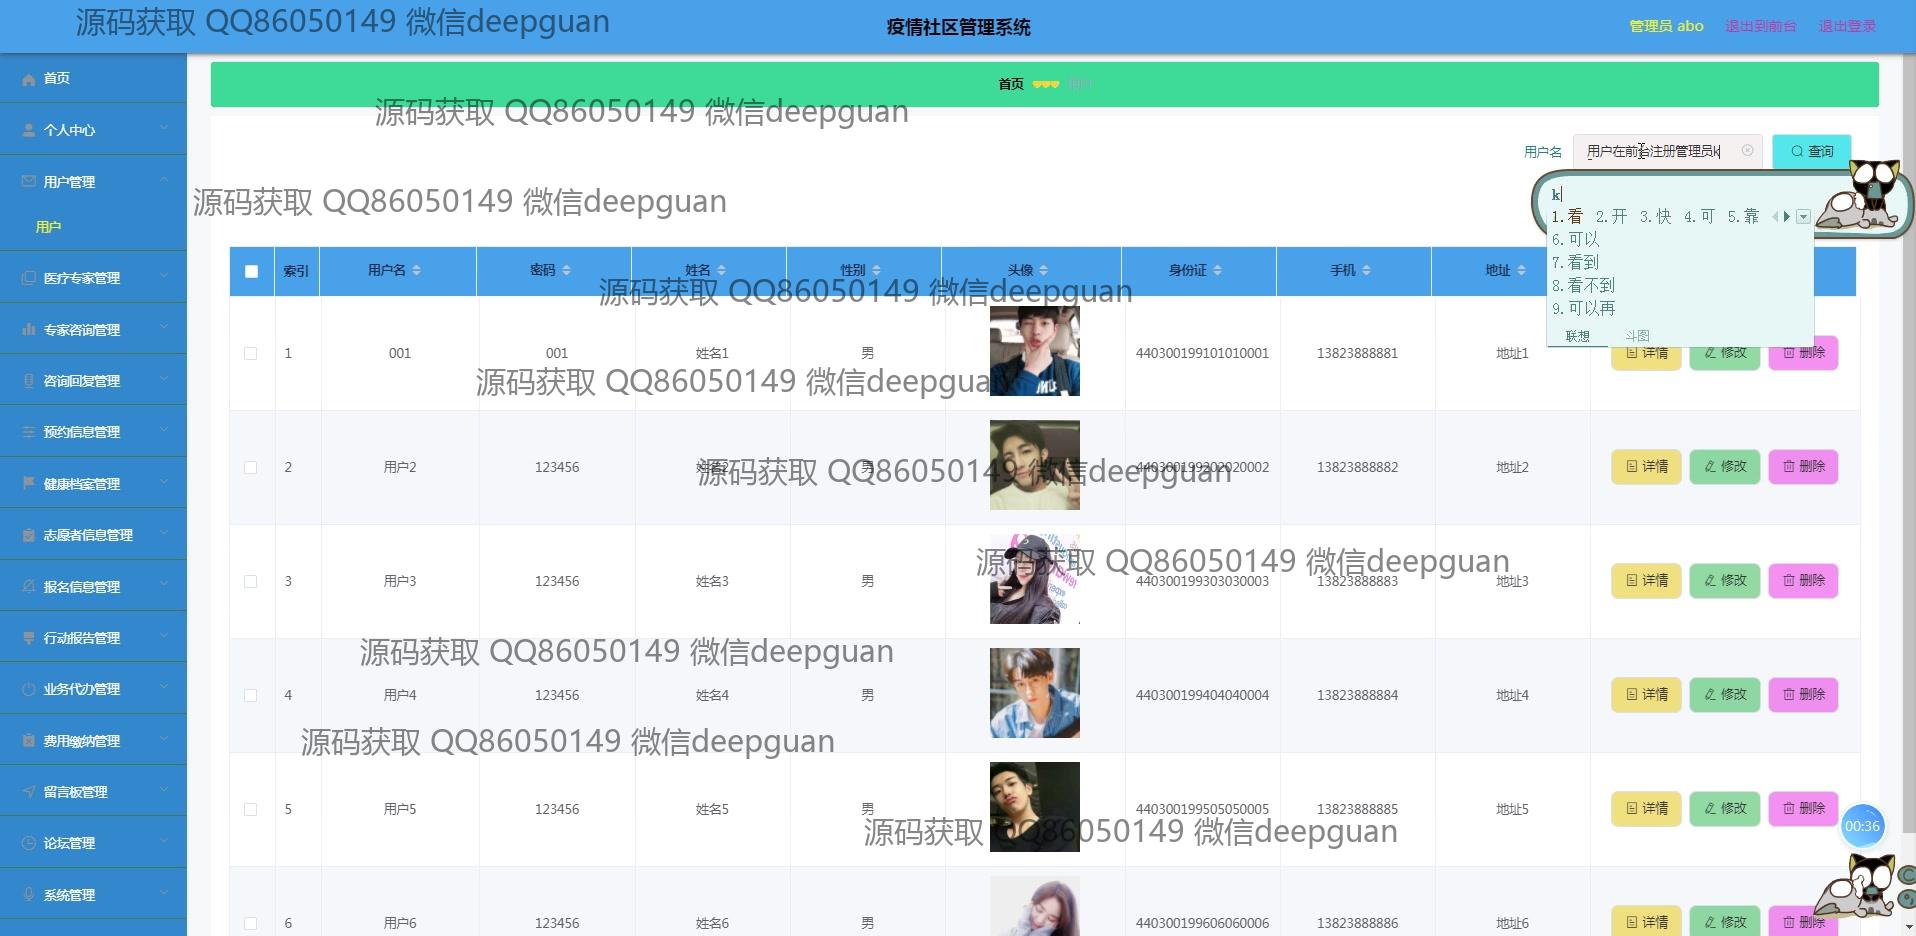 源码获取 QQ86050149 微信deepguan
疫情社区管理系统
管理员 abo
退出到前台
退出登录
首页
个人中心
用户管理
用户
医疗专家管理
专家咨询管理
咨询回复管理
预约信息管理
健康档案管理
志愿者信息管理
报名信息管理
行动报告管理
业务代办管理
费用缴纳管理
留言板管理
论坛管理
系统管理
首页 用户
源码获取 QQ86050149 微信deepguan
用户名 用户在前台注册管理员k 查询
源码获取 QQ86050149 微信deepguan
k
1.看 2.开 3.快 4.可 5.靠
6.可以
7.看到
8.看不到
9.可以再
联想 斗图
索引 用户名 密码 姓名 性别 头像 身份证 手机 地址
源码获取 QQ86050149 微信deepguan
1 001 001 姓名1 男 440300199101010001 13823888881 地址1 详情 修改 删除
源码获取 QQ86050149 微信deepguan
2 用户2 123456 姓名2 男 440300199202020002 13823888882 地址2 详情 修改 删除
源码获取 QQ86050149 微信deepguan
3 用户3 123456 姓名3 男 440300199303030003 13823888883 地址3 详情 修改 删除
源码获取 QQ86050149 微信deepguan
源码获取 QQ86050149 微信deepguan
4 用户4 123456 姓名4 男 440300199404040004 13823888884 地址4 详情 修改 删除
源码获取 QQ86050149 微信deepguan
5 用户5 123456 姓名5 男 440300199505050005 13823888885 地址5 详情 修改 删除
源码获取 QQ86050149 微信deepguan
00:36
6 用户6 123456 姓名6 男 440300199606060006 13823888886 地址6 详情 修改 删除